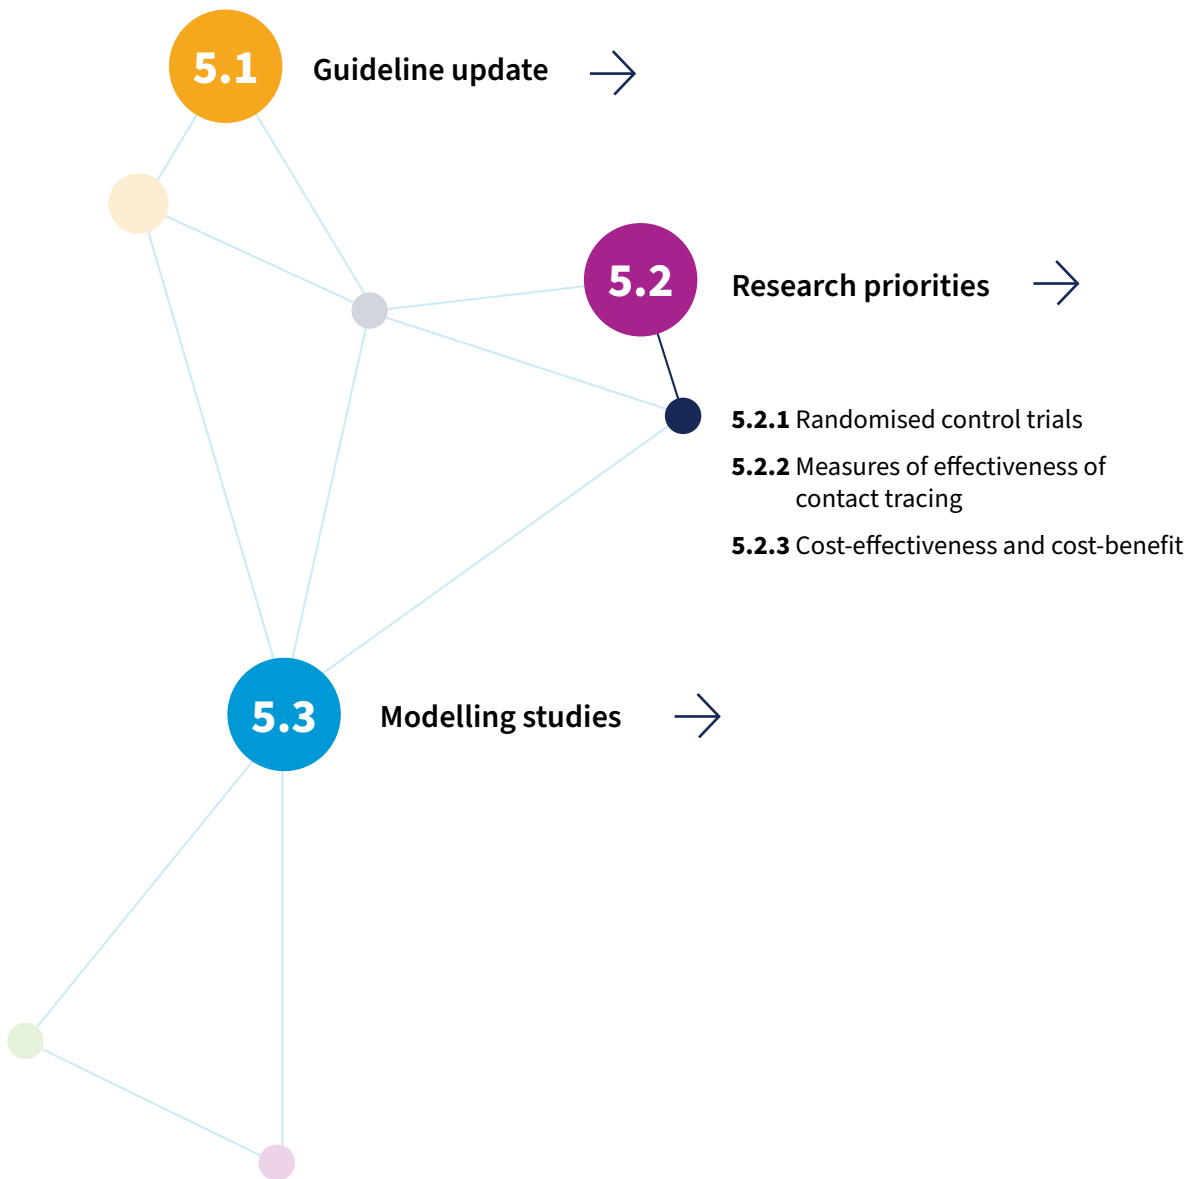 5.1 Guideline update
5.2 Research priorities
5.2.1 Randomised control trials
5.2.2 Measures of effectiveness of
contact tracing
5.2.3 Cost-effectiveness and cost-benefit
5.3 Modelling studies